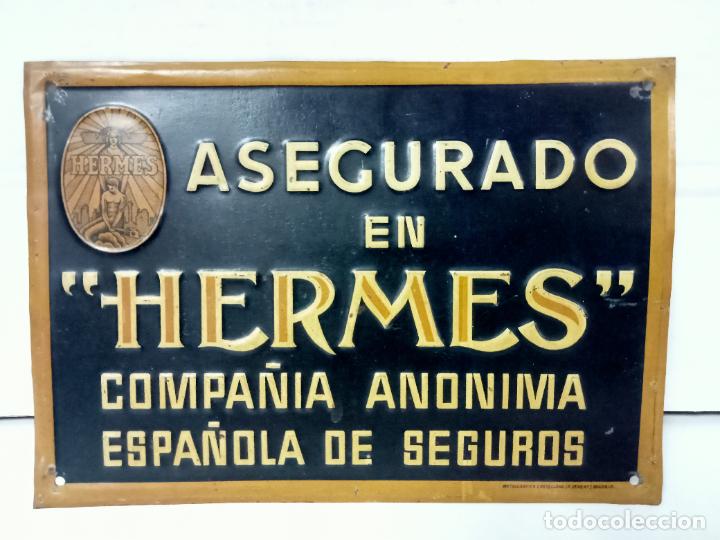 HERMES
ASEGURADO
EN
"HERMES"
COMPAÑIA ANONIMA
ESPAÑOLA DE SEGUROS
todocoleccion